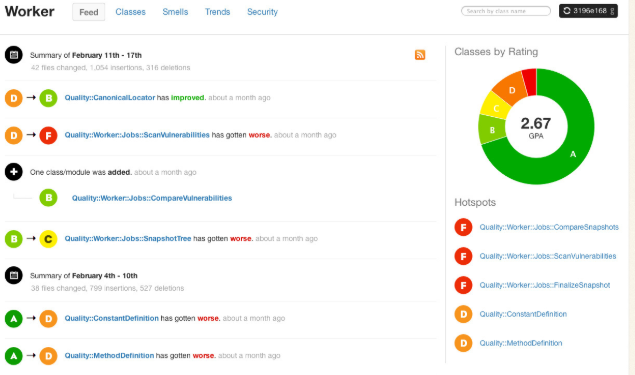 Worker
Feed
Classes
Smells
Trends
Security
Search by class name
3196e168
Summary of February 11th - 17th
42 files changed, 1,054 insertions, 316 deletions
D → B Quality::CanonicalLocator has improved. about a month ago
D → F Quality::Worker::Jobs::ScanVulnerabilities has gotten worse. about a month ago
One class/module was added. about a month ago
B Quality::Worker::Jobs::CompareVulnerabilities
B → C Quality::Worker::Jobs::SnapshotTree has gotten worse. about a month ago
Summary of February 4th - 10th
38 files changed, 799 insertions, 527 deletions
A → D Quality::ConstantDefinition has gotten worse. about a month ago
A → D Quality::MethodDefinition has gotten worse. about a month ago
Classes by Rating
D
C
B
2.67
GPA
A
Hotspots
F Quality::Worker::Jobs::CompareSnapshots
F Quality::Worker::Jobs::ScanVulnerabilities
F Quality::Worker::Jobs::FinalizeSnapshot
D Quality::ConstantDefinition
D Quality::MethodDefinition